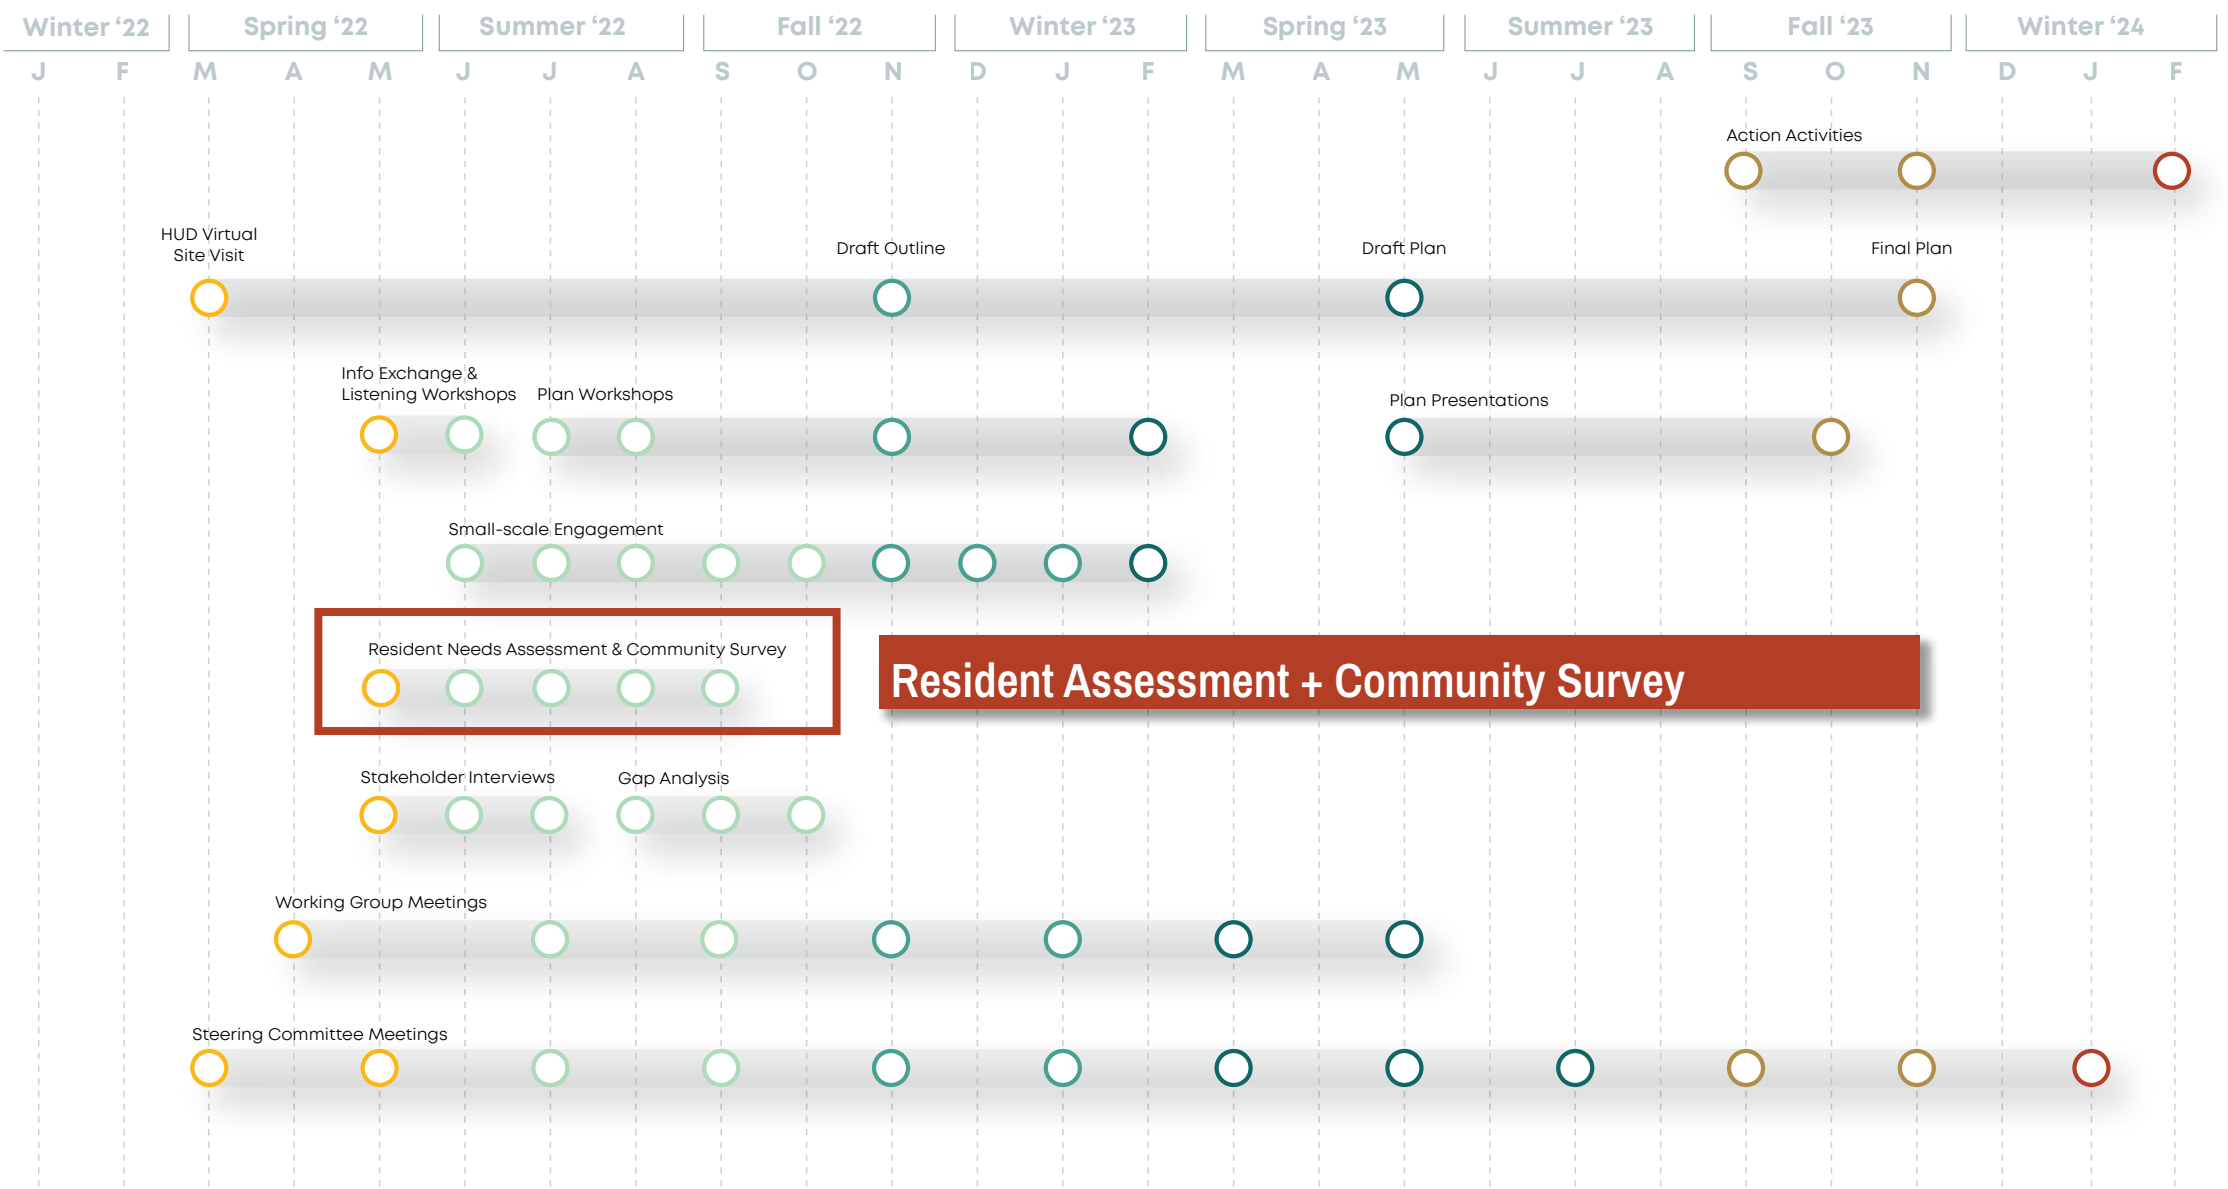 Winter ‘22 Spring ‘22 Summer ‘22 Fall ‘22 Winter ‘23 Spring ‘23 Summer ‘23 Fall ‘23 Winter ‘24
J F M A M J J A S O N D J F M A M J J A S O N D J F
Action Activities
HUD Virtual
Site Visit
Draft Outline
Draft Plan
Final Plan
Info Exchange &
Listening Workshops
Plan Workshops
Plan Presentations
Small-scale Engagement
Resident Needs Assessment & Community Survey
Resident Assessment + Community Survey
Stakeholder Interviews
Gap Analysis
Working Group Meetings
Steering Committee Meetings